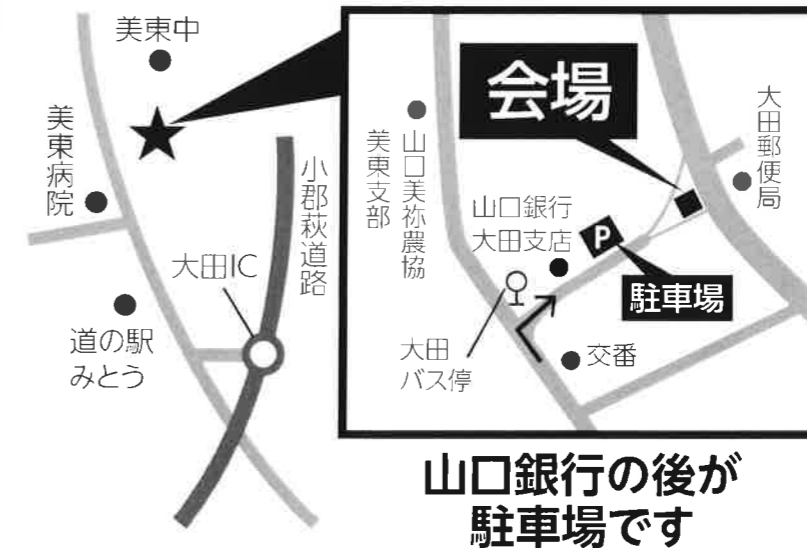 美東中
美東病院
大田IC
小郡萩道路
道の駅
みとう
会場
山口美祢農協
美東支部
大田郵便局
山口銀行
大田支店
P
駐車場
大田
バス停
交番
山口銀行の後が
駐車場です